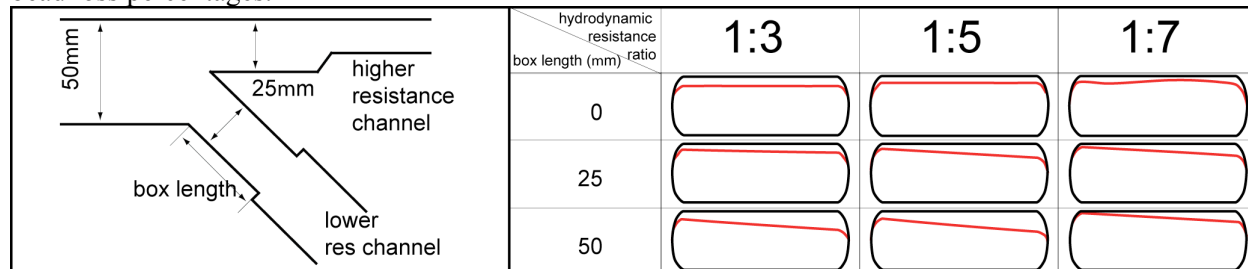 50mm
25mm
higher
resistance
channel
box length
lower
res channel
hydrodynamic
resistance
ratio
box length (mm)
1:3 1:5 1:7
0
25
50